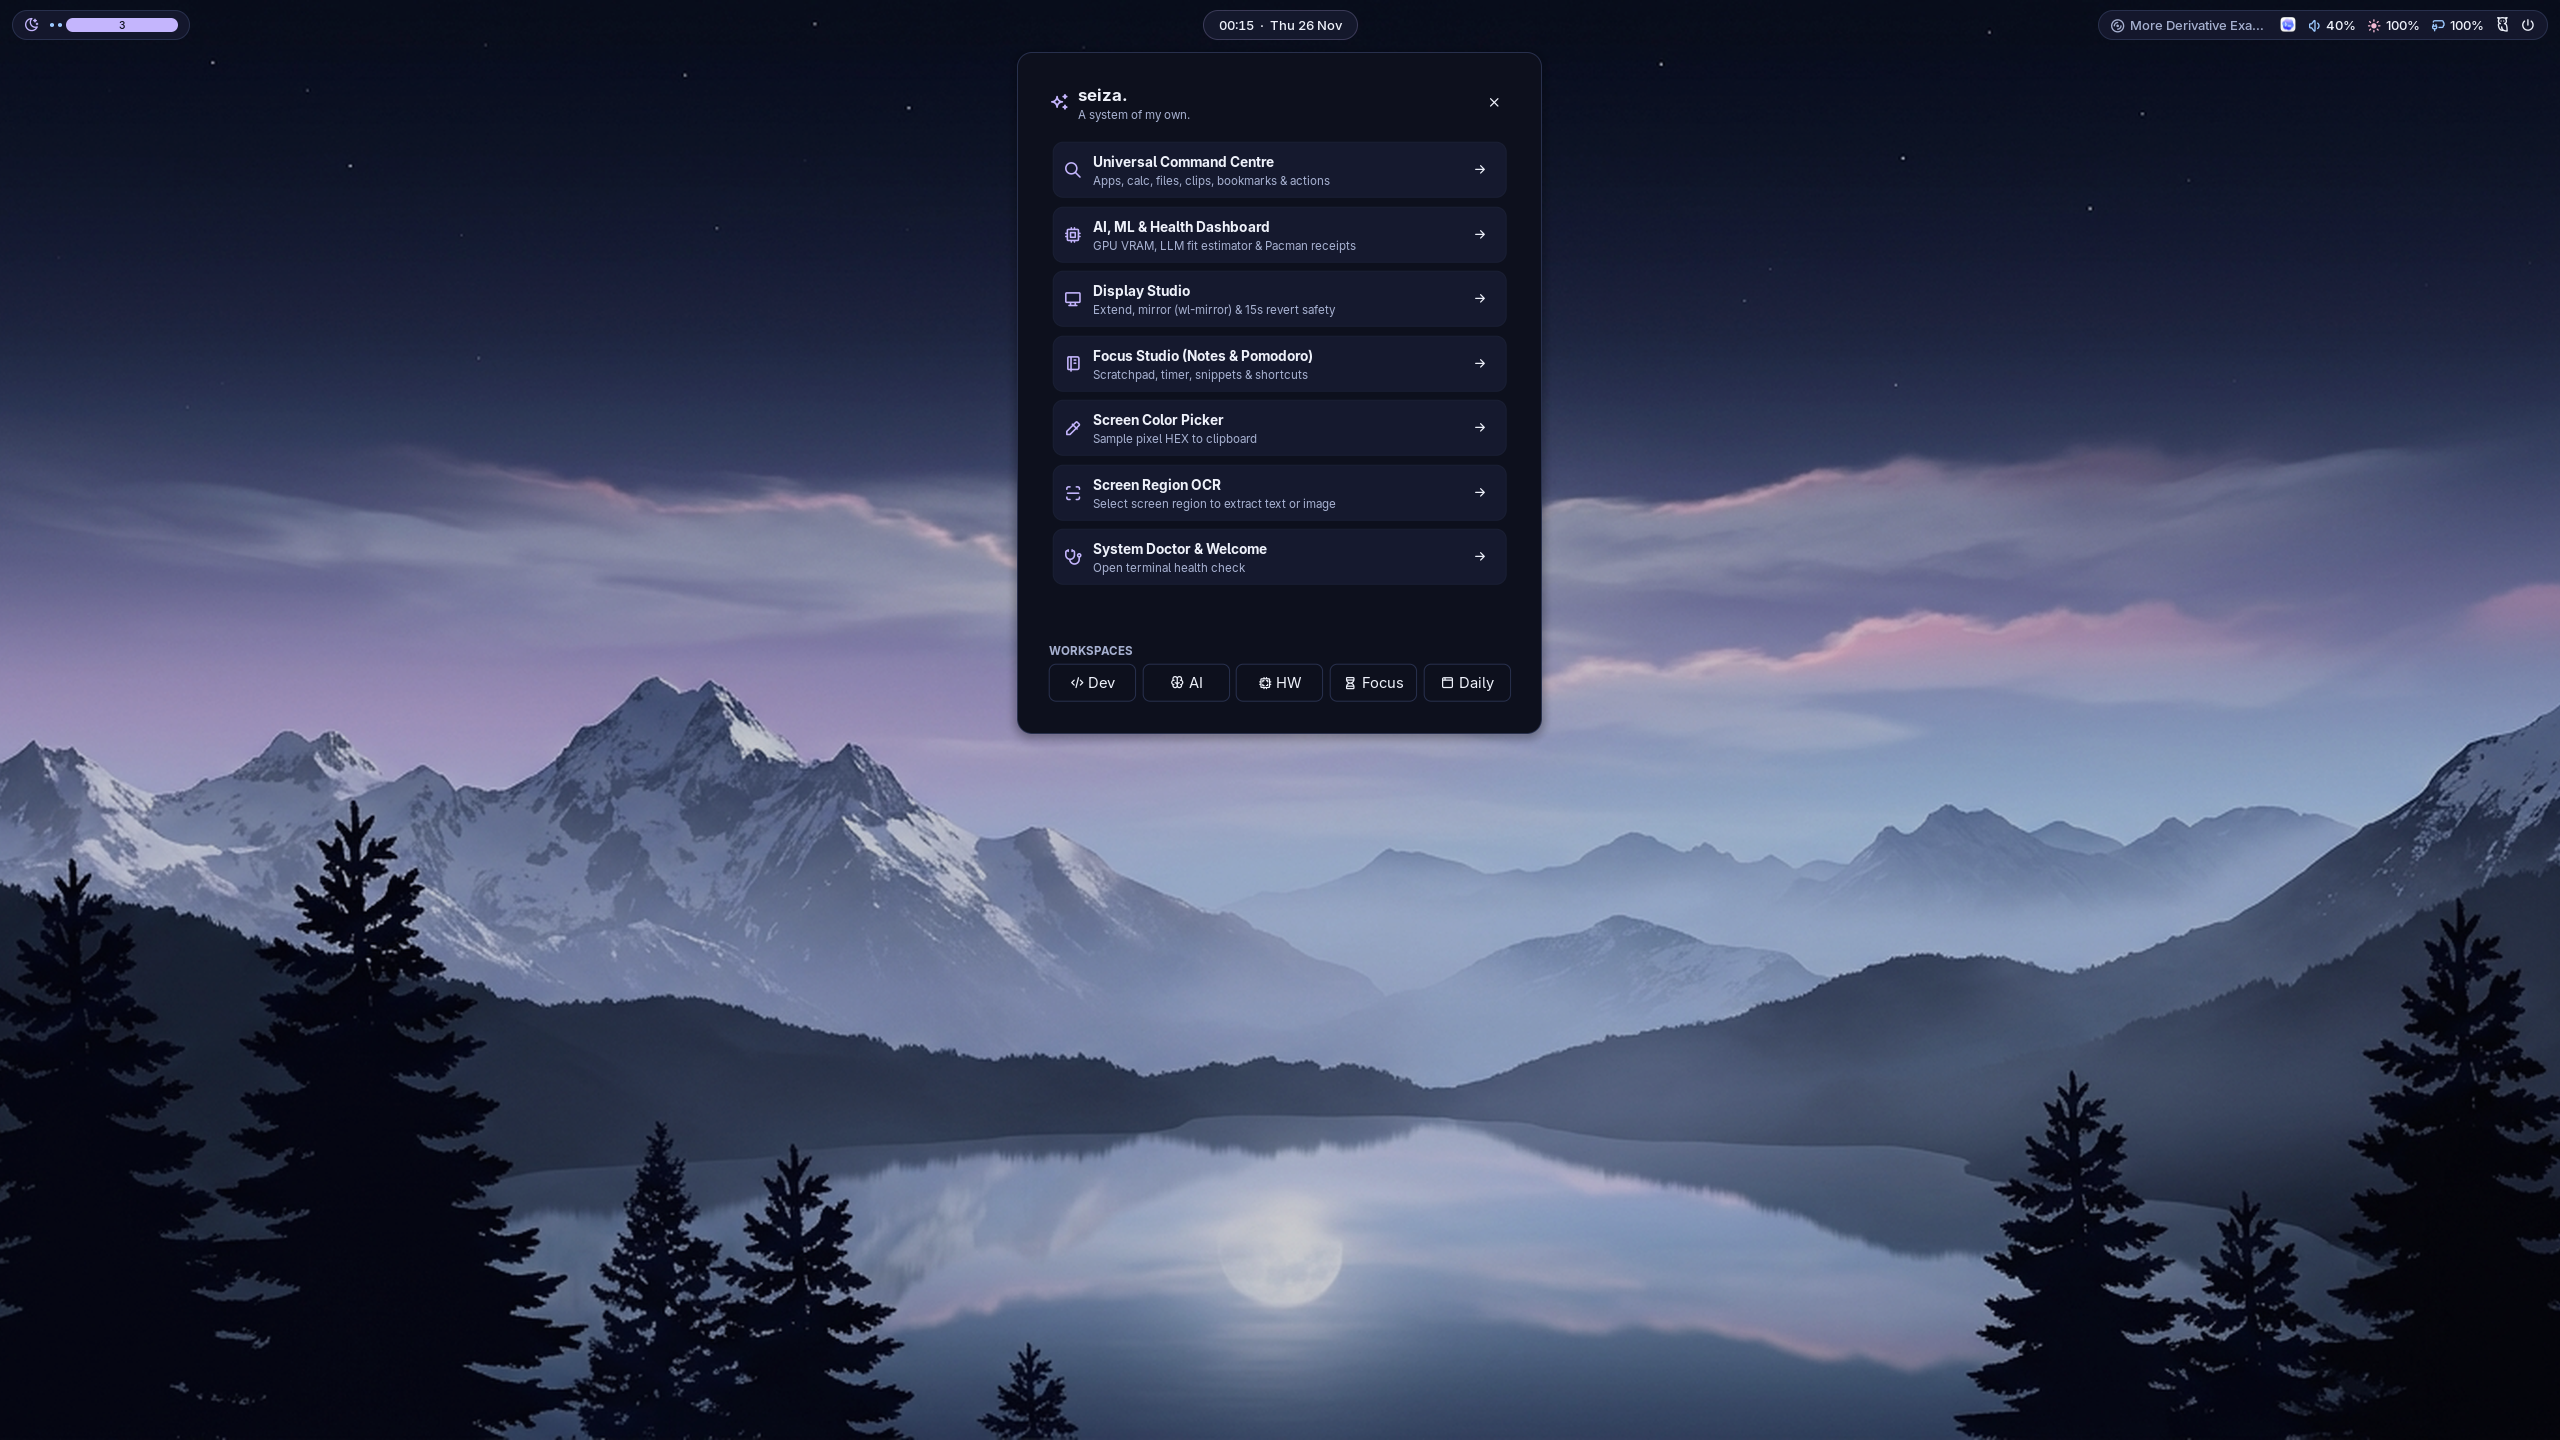 3
00:15 · Thu 26 Nov
More Derivative Exa...
40%
100%
100%
seiza.
A system of my own.
Universal Command Centre
Apps, calc, files, clips, bookmarks & actions
AI, ML & Health Dashboard
GPU VRAM, LLM fit estimator & Pacman receipts
Display Studio
Extend, mirror (wl-mirror) & 15s revert safety
Focus Studio (Notes & Pomodoro)
Scratchpad, timer, snippets & shortcuts
Screen Color Picker
Sample pixel HEX to clipboard
Screen Region OCR
Select screen region to extract text or image
System Doctor & Welcome
Open terminal health check
WORKSPACES
Dev
AI
HW
Focus
Daily